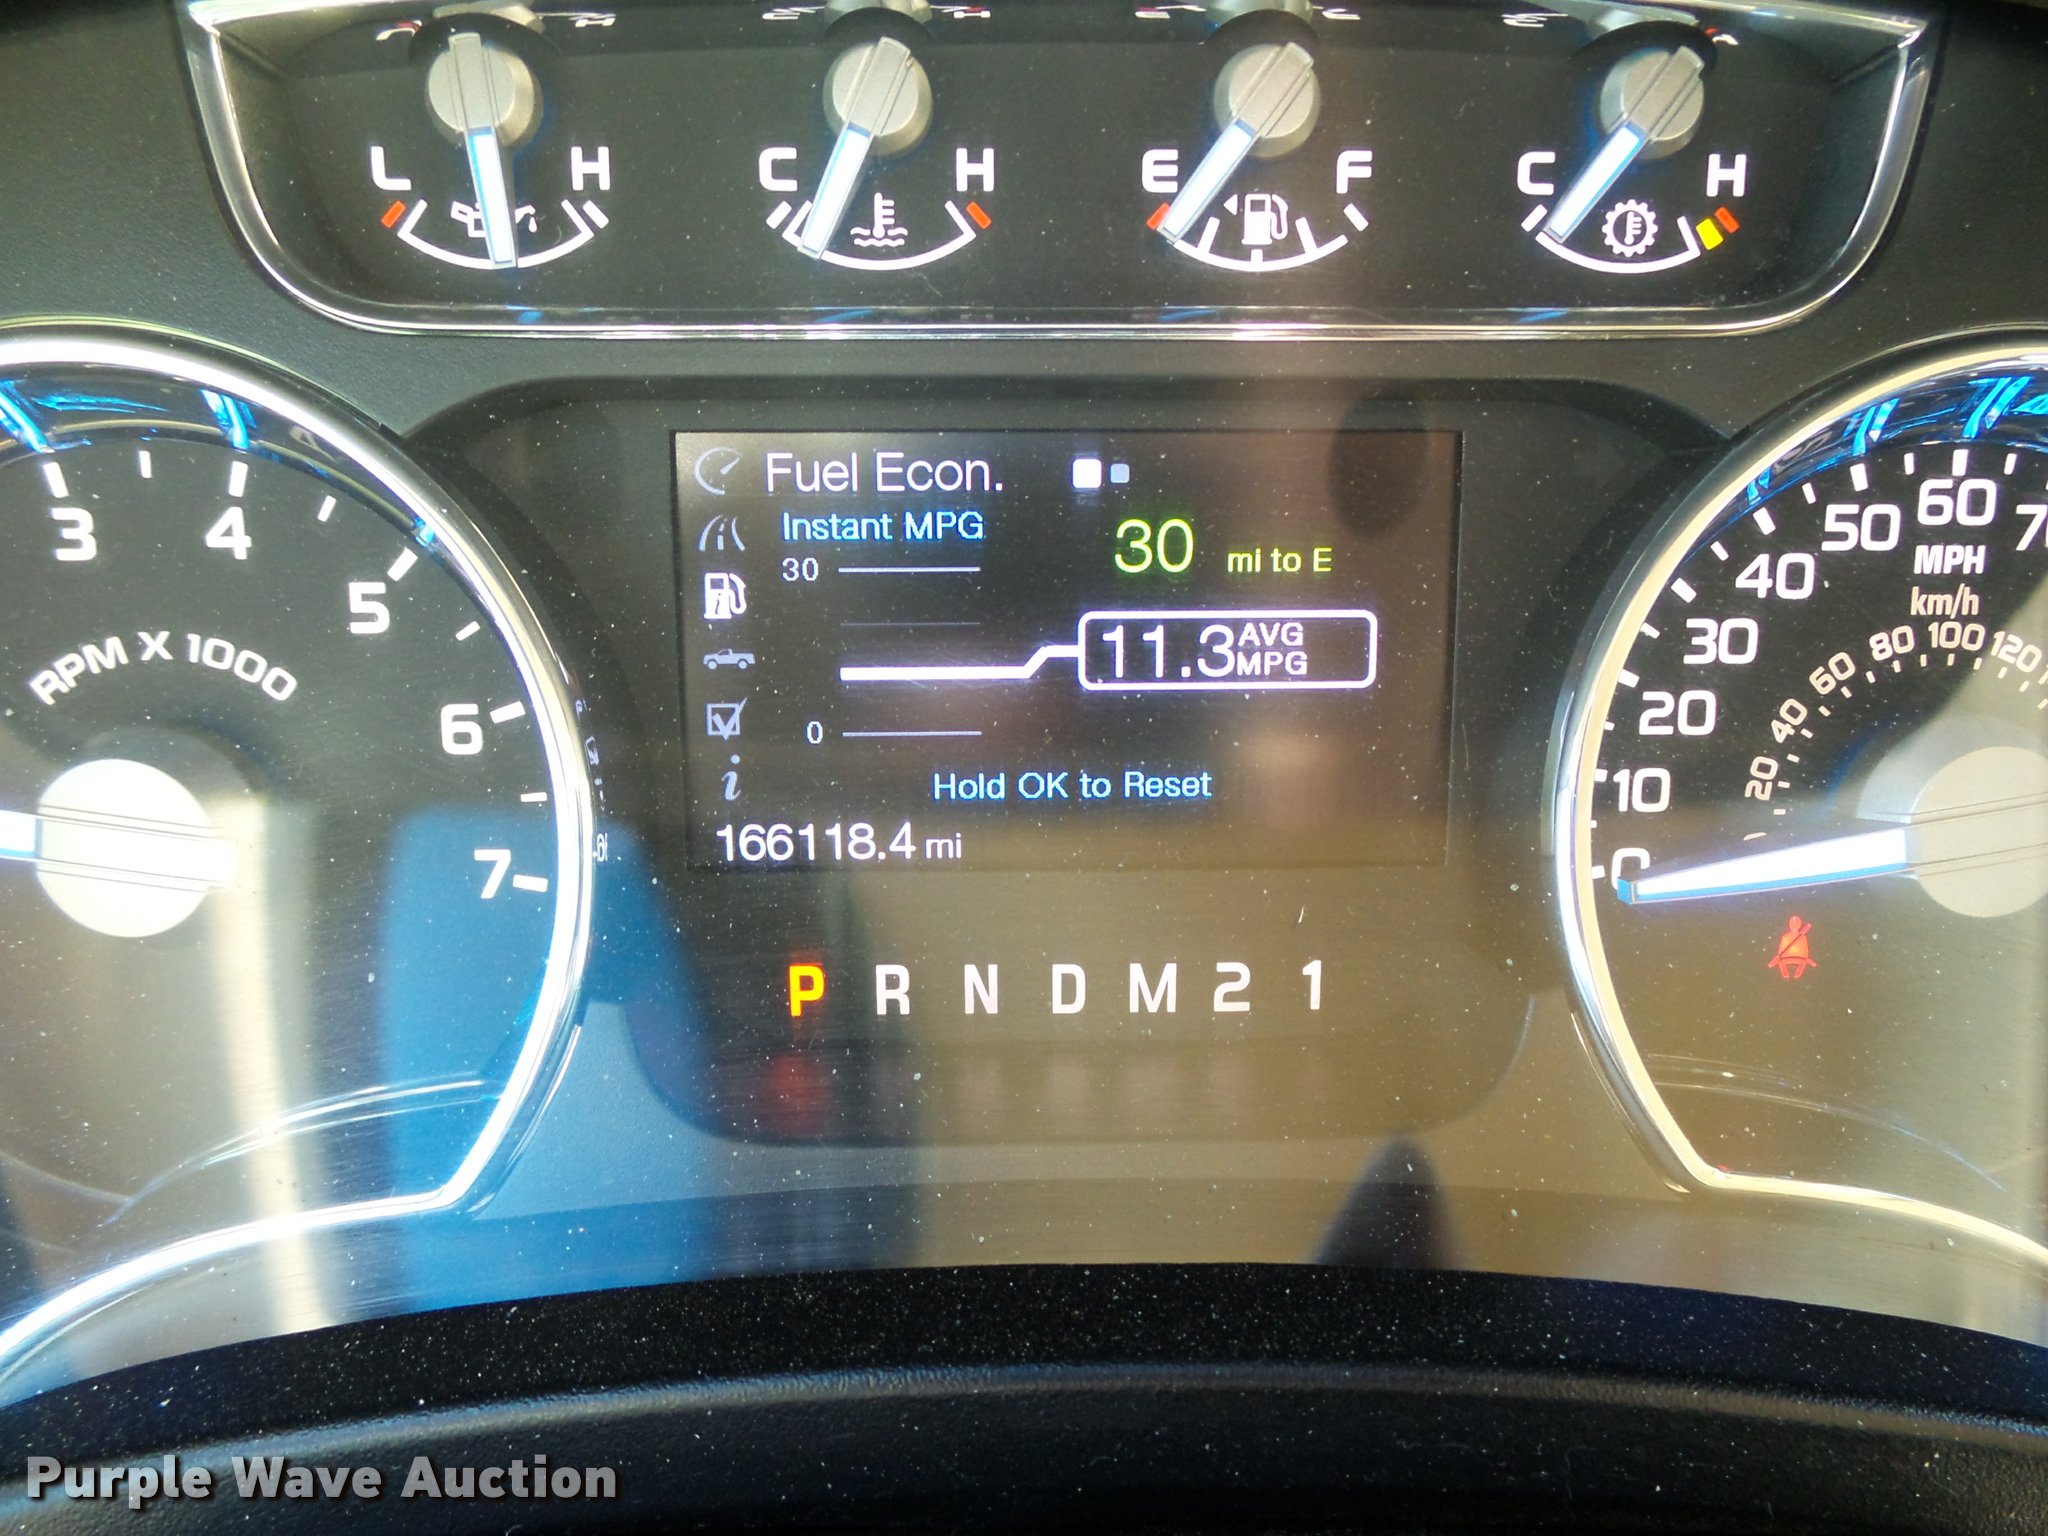 L H C H E F C H
Fuel Econ.
Instant MPG
30
30 mi to E
11.3 AVG MPG
0
Hold OK to Reset
166118.4 mi
P R N D M 2 1
3 4 5 6 7
RPM X 1000
0 10 20 30 40 50 60
MPH
km/h
20 40 60 80 100 120
Purple Wave Auction